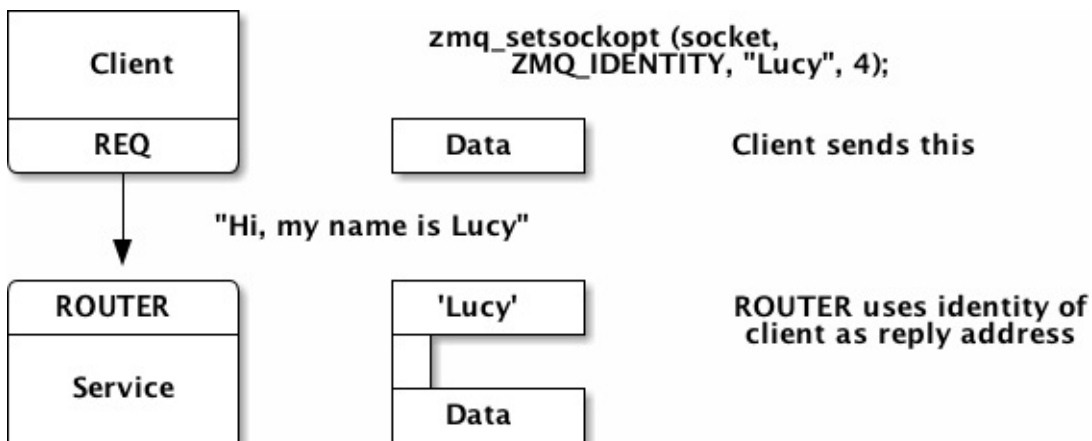 Client
zmq_setsockopt (socket,
ZMQ_IDENTITY, "Lucy", 4);
REQ
Data
Client sends this
"Hi, my name is Lucy"
ROUTER
'Lucy'
ROUTER uses identity of
client as reply address
Service
Data